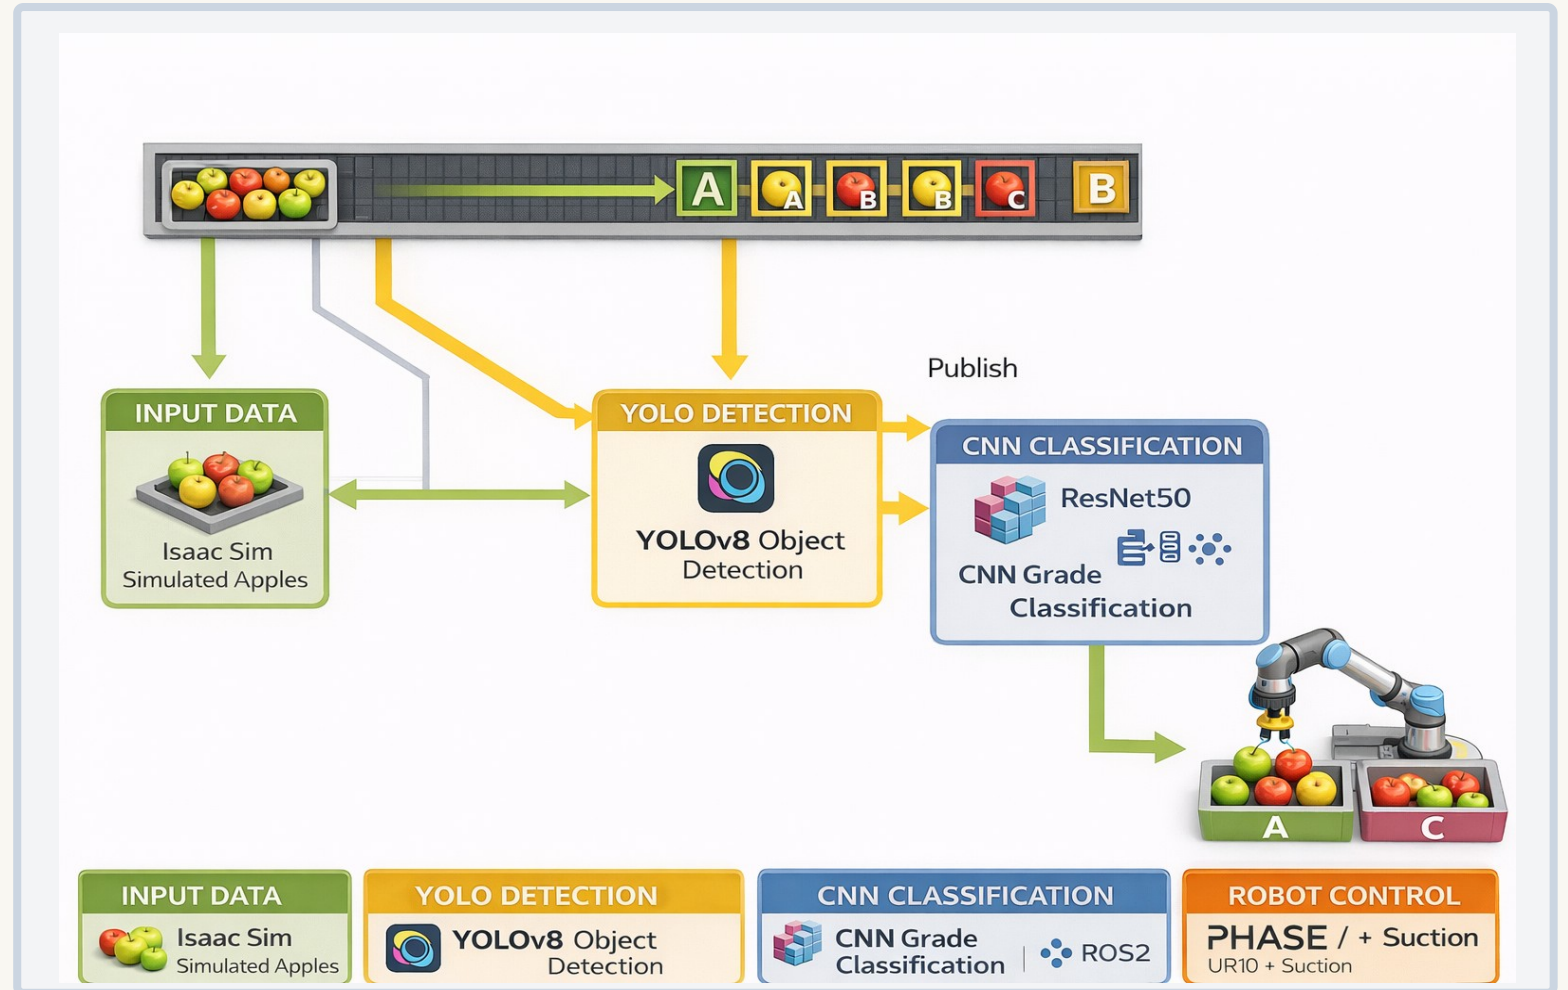 A
A
B
B
C
B
Publish
INPUT DATA
Isaac Sim
Simulated Apples
YOLO DETECTION
YOLOv8 Object
Detection
CNN CLASSIFICATION
ResNet50
CNN Grade
Classification
A
C
INPUT DATA
Isaac Sim
Simulated Apples
YOLO DETECTION
YOLOv8 Object
Detection
CNN CLASSIFICATION
CNN Grade
Classification
ROS2
ROBOT CONTROL
PHASE / + Suction
UR10 + Suction